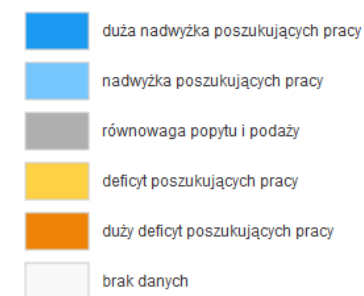 duża nadwyżka poszukujących pracy
nadwyżka poszukujących pracy
równowaga popytu i podaży
deficyt poszukujących pracy
duży deficyt poszukujących pracy
brak danych